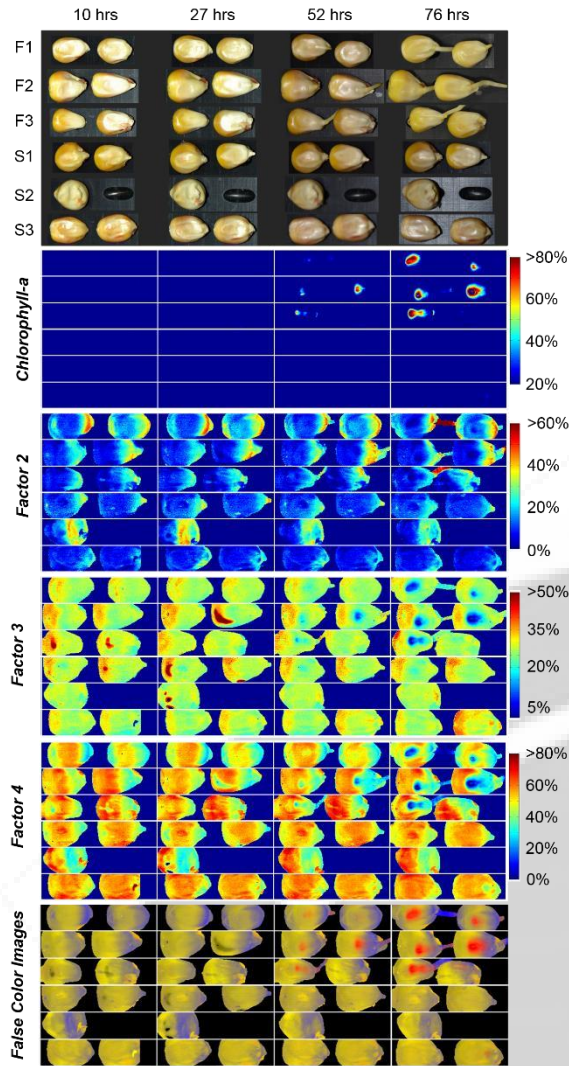 10 hrs 27 hrs 52 hrs 76 hrs
F1
F2
F3
S1
S2
S3
Chlorophyll-a
>80%
60%
40%
20%
Factor 2
>60%
40%
20%
0%
Factor 3
>50%
35%
20%
5%
Factor 4
>80%
60%
40%
20%
0%
False Color Images